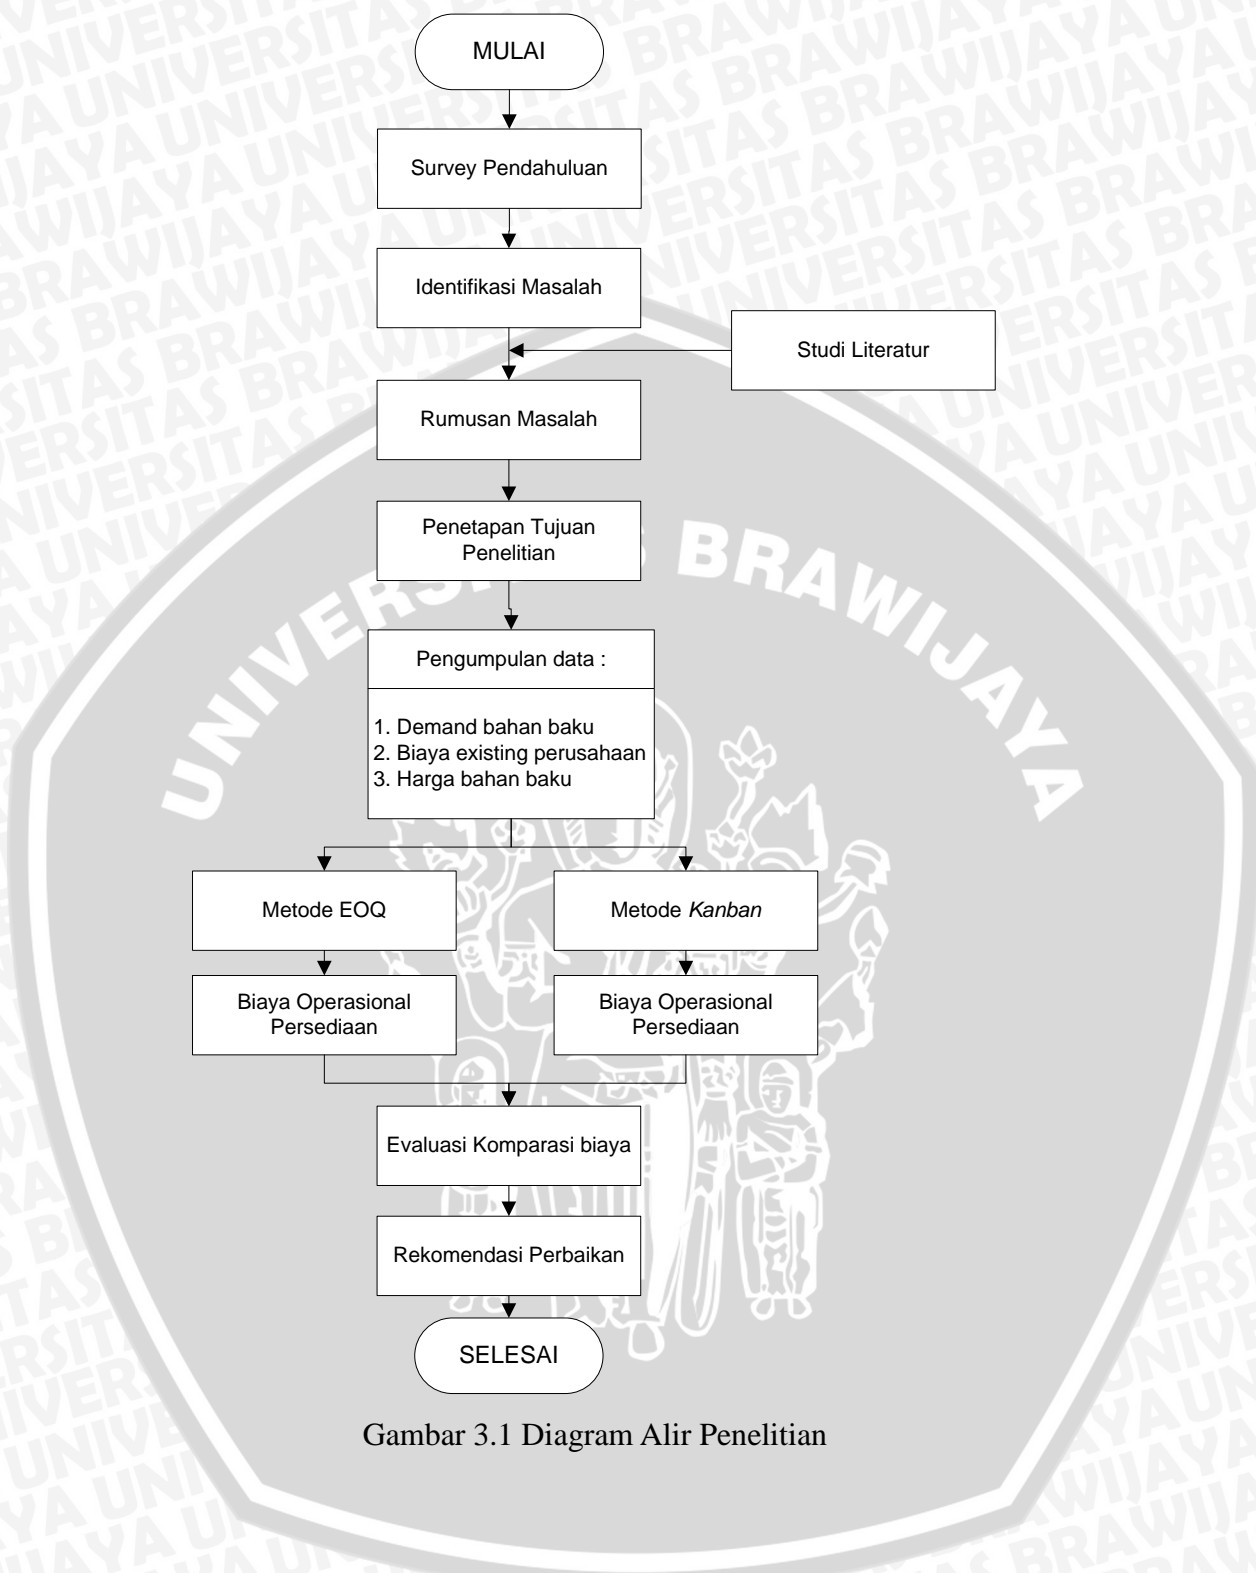 MULAI
Survey Pendahuluan
Identifikasi Masalah
Studi Literatur
Rumusan Masalah
Penetapan Tujuan
Penelitian
Pengumpulan data :
1. Demand bahan baku
2. Biaya existing perusahaan
3. Harga bahan baku
Metode EOQ
Metode Kanban
Biaya Operasional
Persediaan
Biaya Operasional
Persediaan
Evaluasi Komparasi biaya
Rekomendasi Perbaikan
SELESAI
Gambar 3.1 Diagram Alir Penelitian
UNIVERSITAS BRAWIJAYA